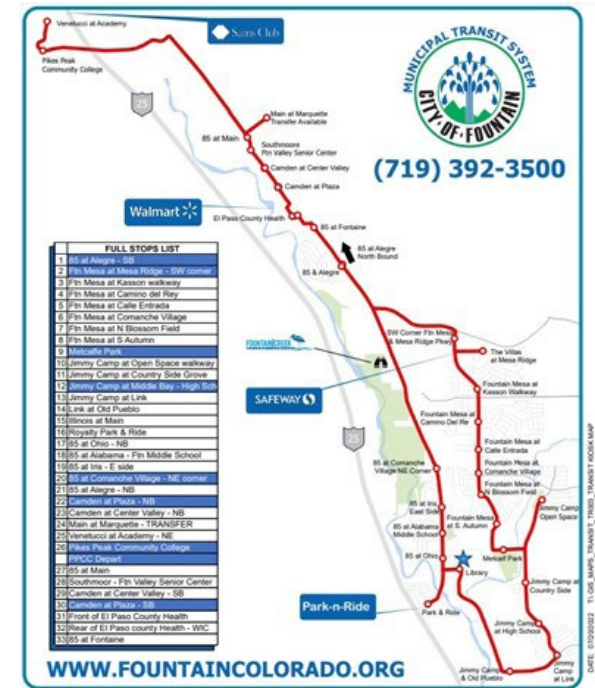 Venetucci at Academy
Sam's Club
Pikes Peak
Community College
25
MUNICIPAL TRANSIT SYSTEM
CITY·OF·FOUNTAIN
(719) 392-3500
Main at Marquette
Transfer Available
85 at Main
Southmoore
Ftn Valley Senior Center
Camden at Center Valley
Camden at Plaza
Walmart
El Paso County Health
85 at Fontaine
85 at Alegre
North Bound
85 & Alegre
FULL STOPS LIST
1 85 at Alegre - SB
2 Ftn Mesa at Mesa Ridge - SW corner
3 Ftn Mesa at Kasson walkway
4 Ftn Mesa at Camino del Rey
5 Ftn Mesa at Calle Entrada
6 Ftn Mesa at Comanche Village
7 Ftn Mesa at N Blossom Field
8 Ftn Mesa at S Autumn
9 Metcalfe Park
10 Jimmy Camp at Open Space walkway
11 Jimmy Camp at Country Side Grove
12 Jimmy Camp at Middle Bay - High Sch
13 Jimmy Camp at Link
14 Link at Old Pueblo
15 Illinois at Main
16 Royalty Park & Ride
17 85 at Ohio - NB
18 85 at Alabama - Ftn Middle School
19 85 at Iris - E side
20 85 at Comanche Village - NE corner
21 85 at Alegre - NB
22 Camden at Plaza - NB
23 Camden at Center Valley - NB
24 Main at Marquette - TRANSFER
25 Venetucci at Academy - NE
26 Pikes Peak Community College
PPCC Depart
27 85 at Main
28 Southmoor - Ftn Valley Senior Center
29 Camden at Center Valley - SB
30 Camden at Plaza - SB
31 Front of El Paso County Health
32 Rear of El Paso county Health - WIC
33 85 at Fontaine
SW Corner Ftn Mesa
& Mesa Ridge Pkwy
FOUNTAIN CREEK
The Villas
at Mesa Ridge
SAFEWAY
Fountain Mesa at
Kasson Walkway
Fountain Mesa at
Camino Del Re
25
Fountain Mesa at
Calle Entrada
85 at Comanche
Village NE Corner
Fountain Mesa at
Comanche Village
Fountain Mesa at
N Blossom Field
85 at Iris
East Side
Jimmy Camp
Open Space
Fountain Mesa
at S. Autumn
85 at Alabama
Middle School
85 at Ohio
Metcalf Park
Library
Jimmy Camp at
Country Side
Park-n-Ride
Park & Ride
Jimmy Camp
at High School
Jimmy Camp
& Old Pueblo
Jimmy
Camp
at Link
WWW.FOUNTAINCOLORADO.ORG
DATE: 07/20/2022 T:\ GIS_MAPS_TRANSIT_TR003_TRANSIT KIOSK MAP